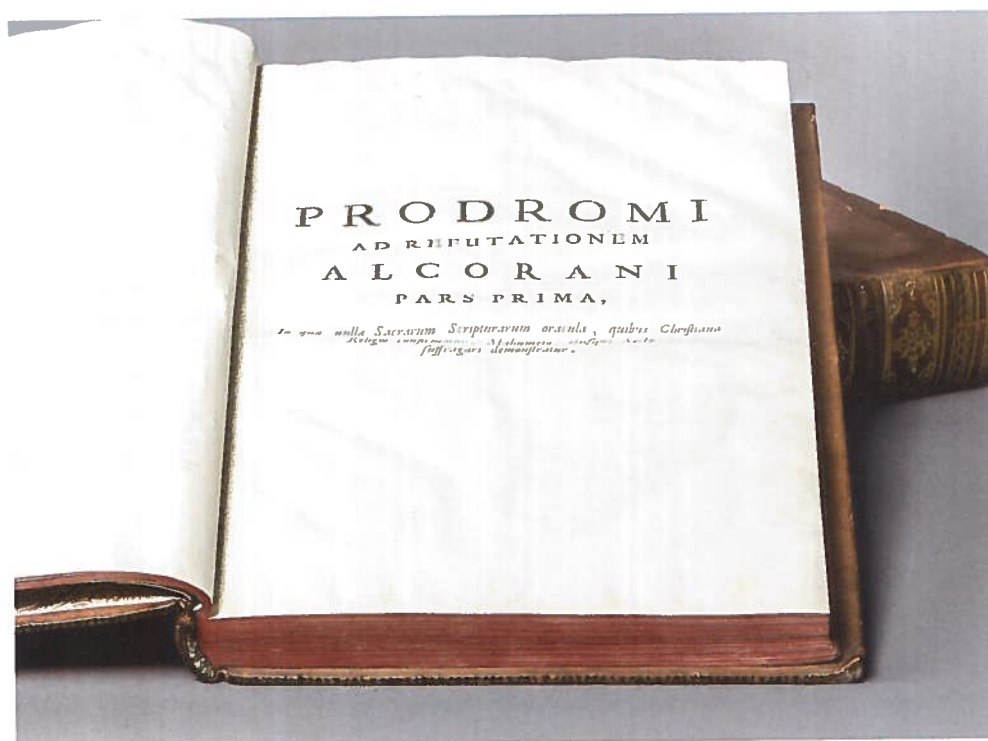 PRODROMI
AD REFUTATIONEM
ALCORANI
PARS PRIMA,
In qua nulla Sacrarum Scripturarum oracula, quibus Christiana
Religio
suffragari demonstratur.